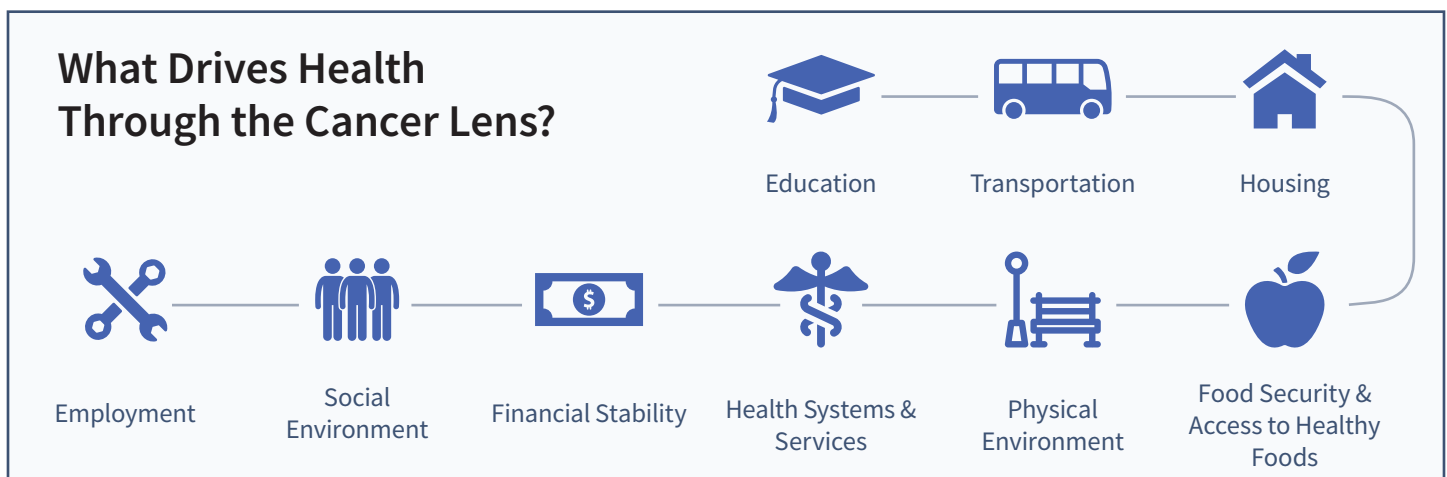 What Drives Health
Through the Cancer Lens?
Education
Transportation
Housing
$
Employment
Social
Environment
Financial Stability
Health Systems &
Services
Physical
Environment
Food Security &
Access to Healthy
Foods